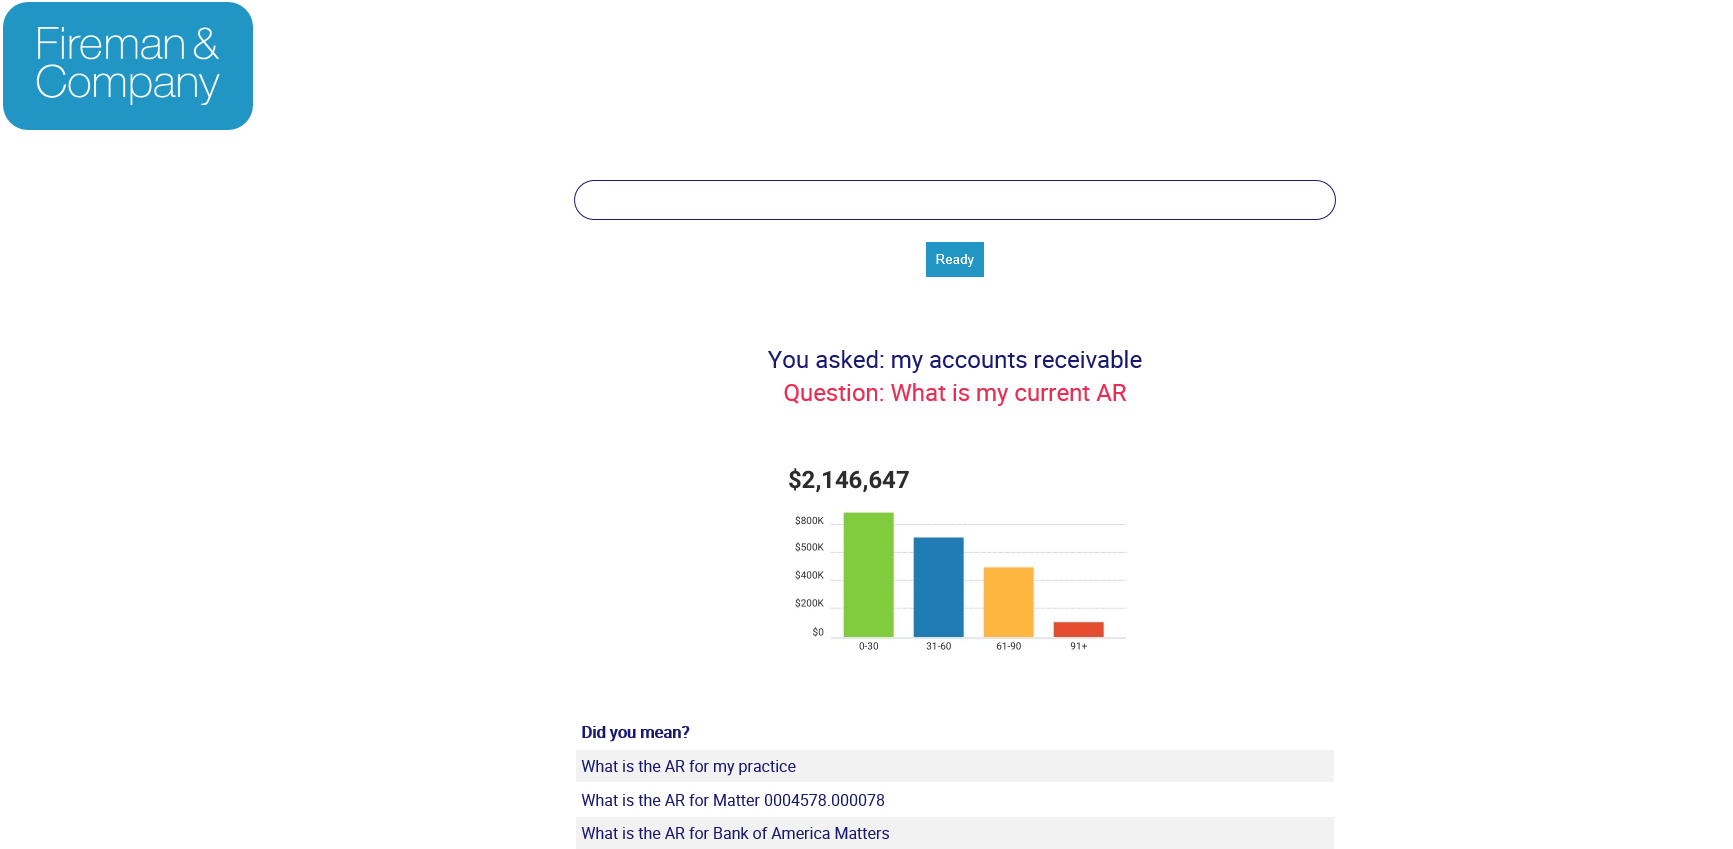 Fireman &
Company
Ready
You asked: my accounts receivable
Question: What is my current AR
$2,146,647
$800K
$500K
$400K
$200K
$0
0-30 31-60 61-90 91+
Did you mean?
What is the AR for my practice
What is the AR for Matter 0004578.000078
What is the AR for Bank of America Matters